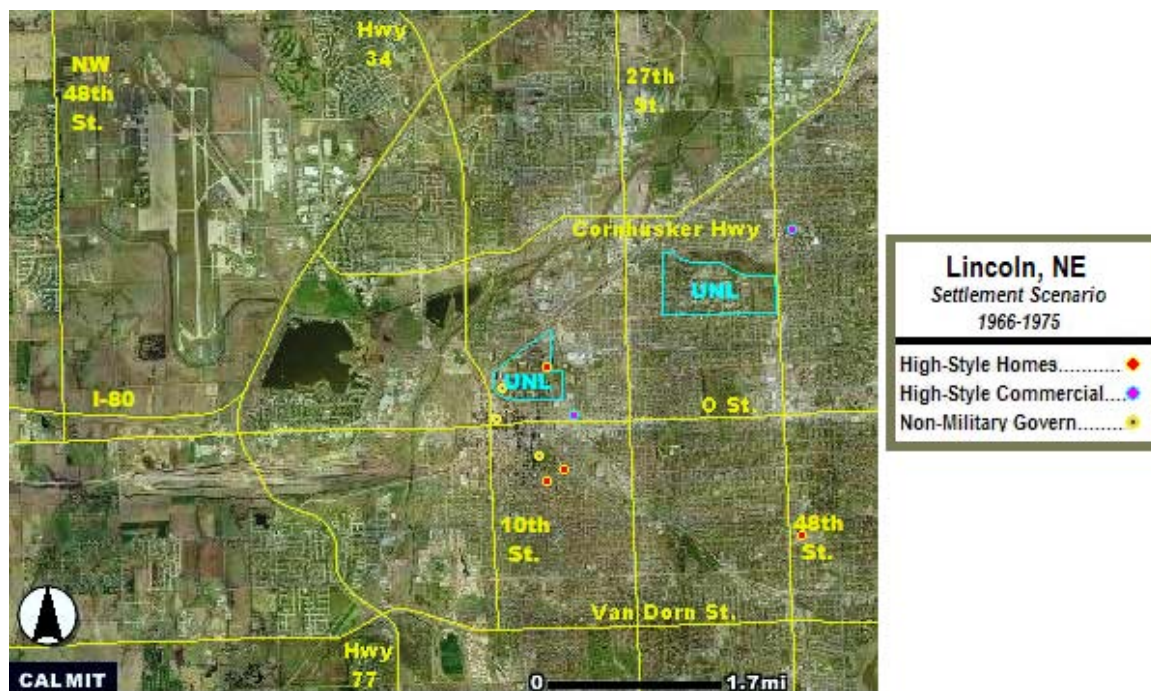 Hwy
34
NW
48th
St.
27th
St.
Cornhusker Hwy
UNL
UNL
I-80
O St.
10th
St.
48th
St.
Van Dorn St.
Hwy
77
CALMIT
0 1.7mi
Lincoln, NE
Settlement Scenario
1966-1975
High-Style Homes............
High-Style Commercial....
Non-Military Govern........